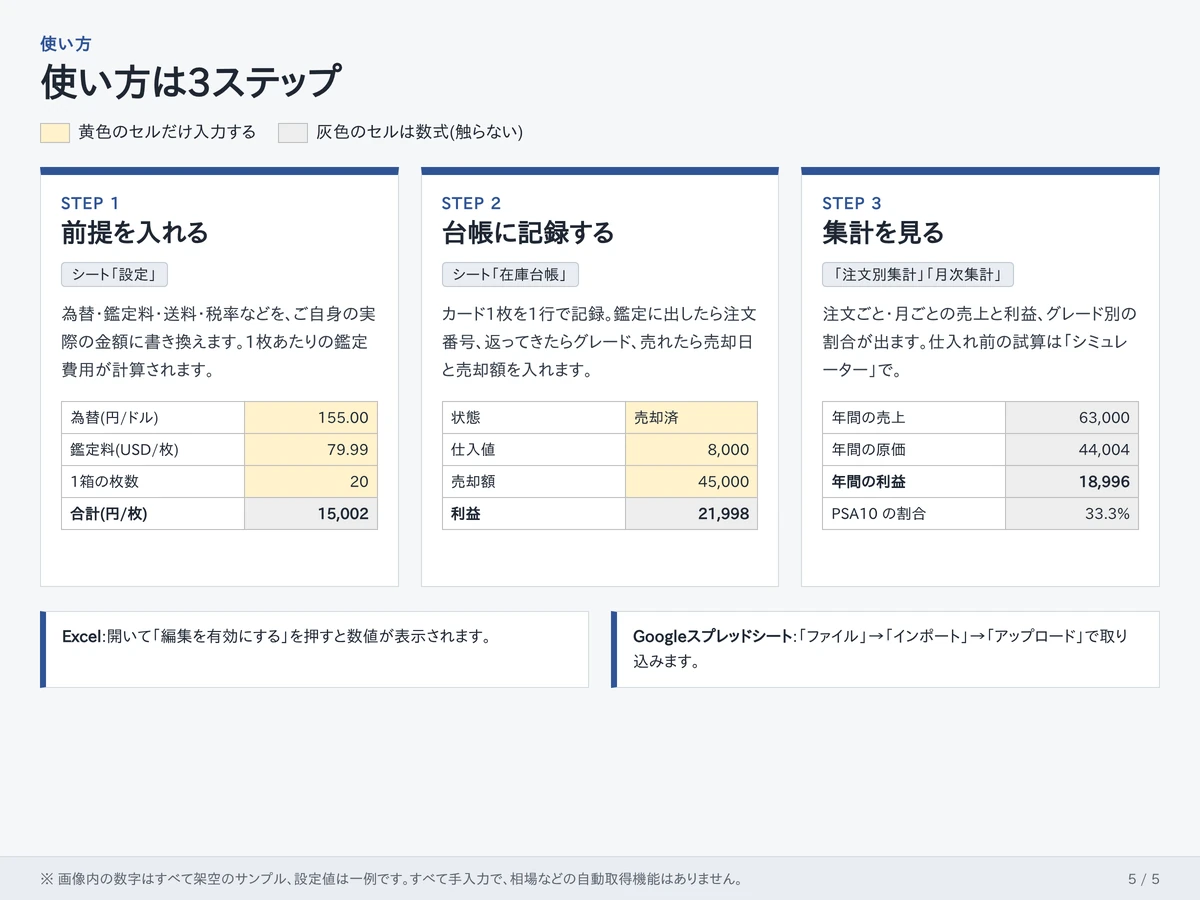 使い方
使い方は3ステップ
黄色のセルだけ入力する 灰色のセルは数式(触らない)
STEP 1
前提を入れる
シート「設定」
為替・鑑定料・送料・税率などを、ご自身の実
際の金額に書き換えます。1枚あたりの鑑定
費用が計算されます。
為替(円/ドル) 155.00
鑑定料(USD/枚) 79.99
1箱の枚数 20
合計(円/枚) 15,002
STEP 2
台帳に記録する
シート「在庫台帳」
カード1枚を1行で記録。鑑定に出したら注文
番号、返ってきたらグレード、売れたら売却日
と売却額を入れます。
状態 売却済
仕入値 8,000
売却額 45,000
利益 21,998
STEP 3
集計を見る
「注文別集計」「月次集計」
注文ごと・月ごとの売上と利益、グレード別の
割合が出ます。仕入れ前の試算は「シミュレ
ーター」で。
年間の売上 63,000
年間の原価 44,004
年間の利益 18,996
PSA10 の割合 33.3%
Excel:開いて「編集を有効にする」を押すと数値が表示されます。
Googleスプレッドシート:「ファイル」→「インポート」→「アップロード」で取り
込みます。
※ 画像内の数字はすべて架空のサンプル、設定値は一例です。すべて手入力で、相場などの自動取得機能はありません。
5 / 5